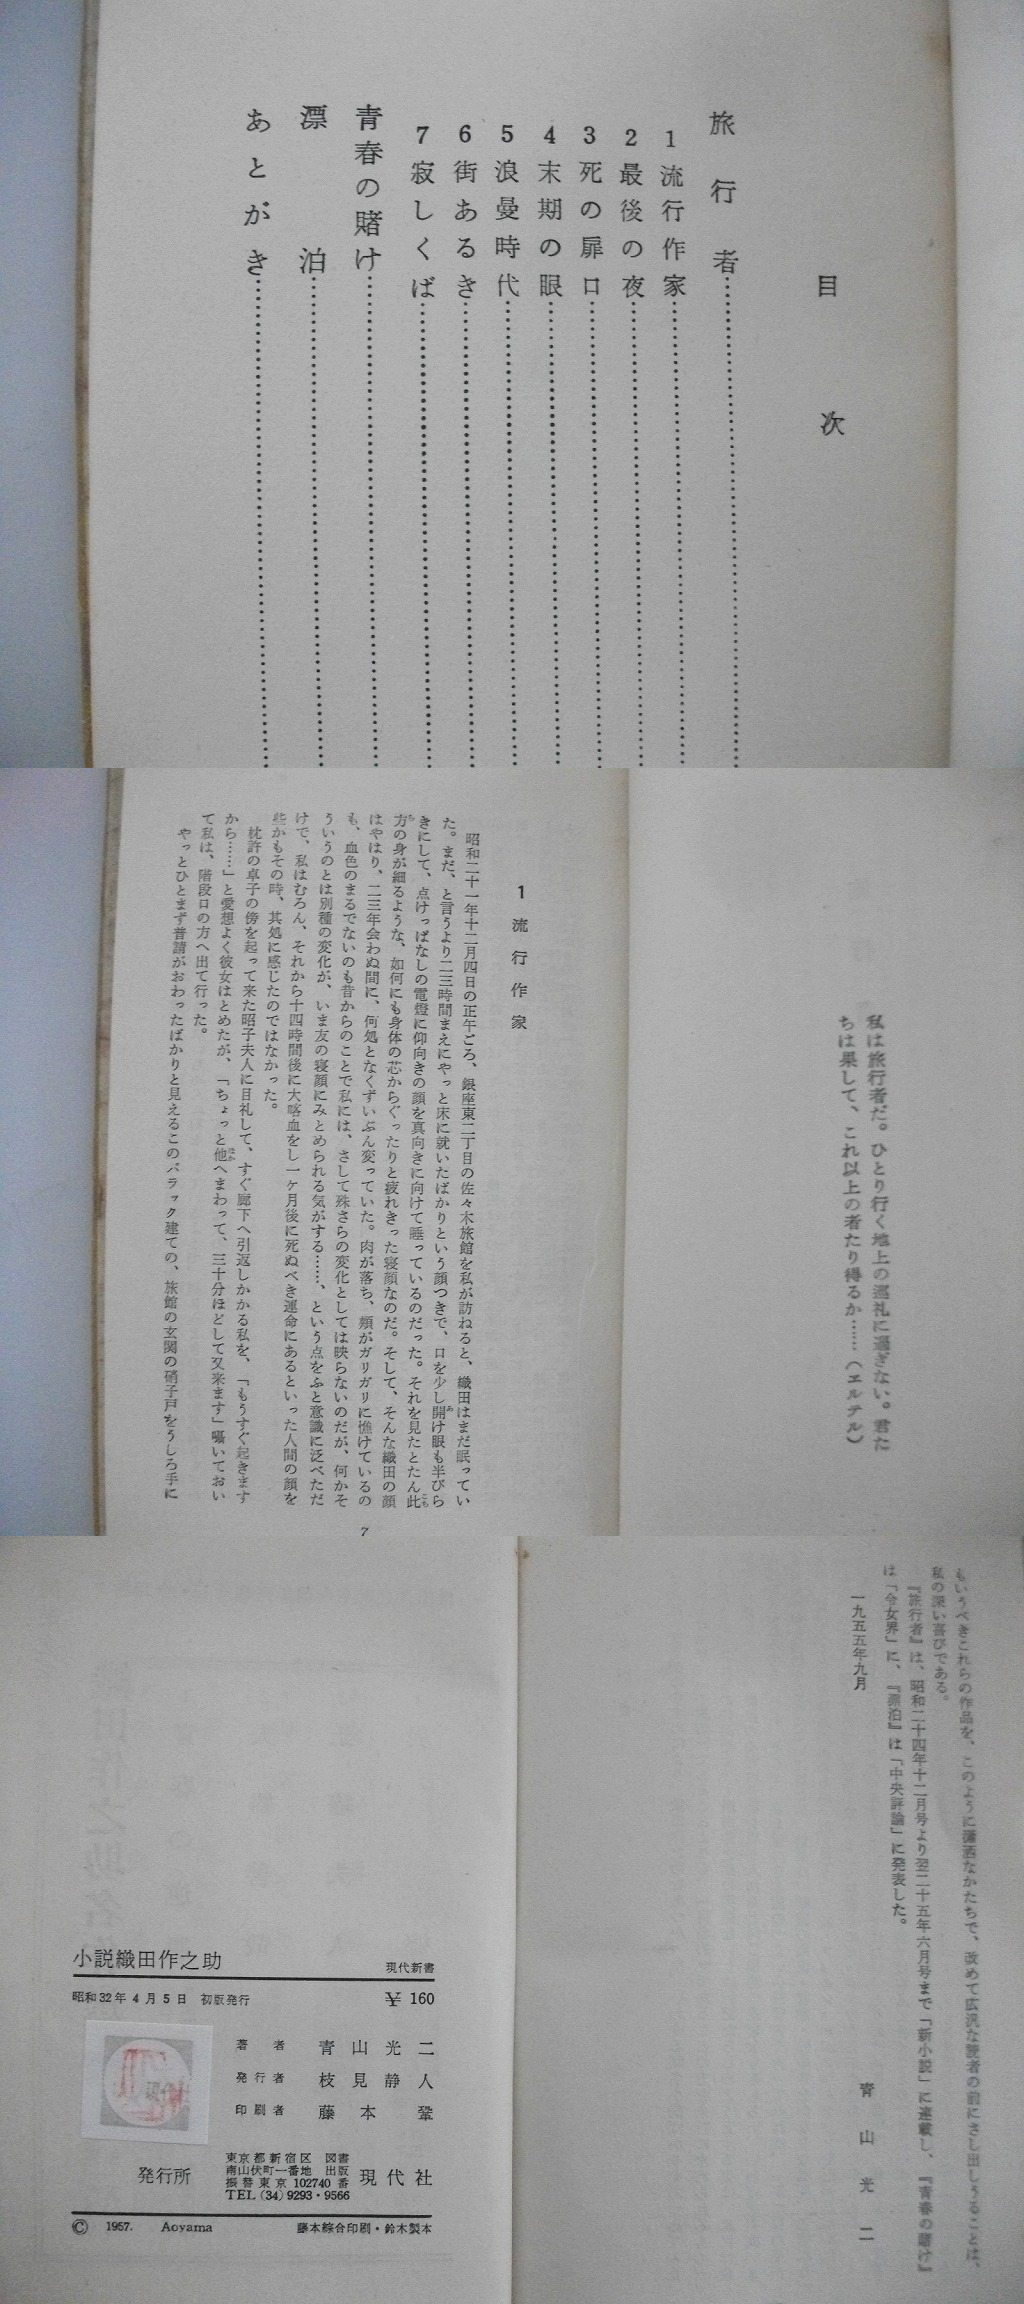 目次
旅行者
1 流行作家
2 最後の夜
3 死の扉口
4 末期の眼
5 浪曼時代
6 街あるき
7 寂しくば
青春の賭け
漂泊
あとがき
私は旅行者だ。ひとり行く地上の巡礼に過ぎない。君た
ちは果して、これ以上の者たり得るか……（エルテル）
1 流行作家
昭和二十一年十二月四日の正午ごろ、銀座東二丁目の佐々木旅館を私が訪ねると、織田はまだ眠ってい
た。まだ、と言うより二三時間まえにやっと床に就いたばかりという顔つきで、口を少し開け眼も半びら
きにして、点けっぱなしの電燈に仰向きの顔を真向きに向けて睡っているのだった。それを見たとたん此
方の身が細るような、如何にも身体の芯からぐったりと疲れきった寝顔なのだ。そして、そんな織田の顔
はやはり、二三年会わぬ間に、何処となくずいぶん変っていた。肉が落ち、頬がガリガリに憔けているの
も、血色のまるでないのも昔からのことで私には、さして殊さらの変化としては映らないのだが、何かそ
ういうのとは別種の変化が、いま友の寝顔にみとめられる気がする……、という点をふと意識に泛べただ
けで、私はむろん、それから十四時間後に大喀血をし一ケ月後に死ぬべき運命にあるといった人間の顔を
些かもその時、其処に感じたのではなかった。
枕許の卓子の傍を起って来た昭子夫人に目礼して、すぐ廊下へ引返しかかる私を、「もうすぐ起きます
から……」と愛想よく彼女はとめたが、「ちょっと他へまわって、三十分ほどして又来ます」囁いておい
て私は、階段口の方へ出て行った。
やっとひとまず普請がおわったばかりと見えるこのバラック建ての、旅館の玄関の硝子戸をうしろ手に
7
もいうべきこれらの作品を、このように瀟洒なかたちで、改めて広汎な読者の前にさし出しうることは、
私の深い喜びである。
『旅行者』は、昭和二十四年十二月号より翌二十五年六月号まで「新小説」に連載し、『青春の賭け』
は「令女界」に、『漂泊』は「中央評論」に発表した。
一九五五年九月
青山光二
小説織田作之助
現代新書
昭和32年4月5日 初版発行
¥ 160
著者 青山光二
発行者 枝見静人
印刷者 藤本鞏
発行所
東京都新宿区
南山伏町一番地
図書
出版
現代社
振替東京 102740 番
TEL (34) 9293・9566
© 1957. Aoyama
藤本綜合印刷・鈴木製本